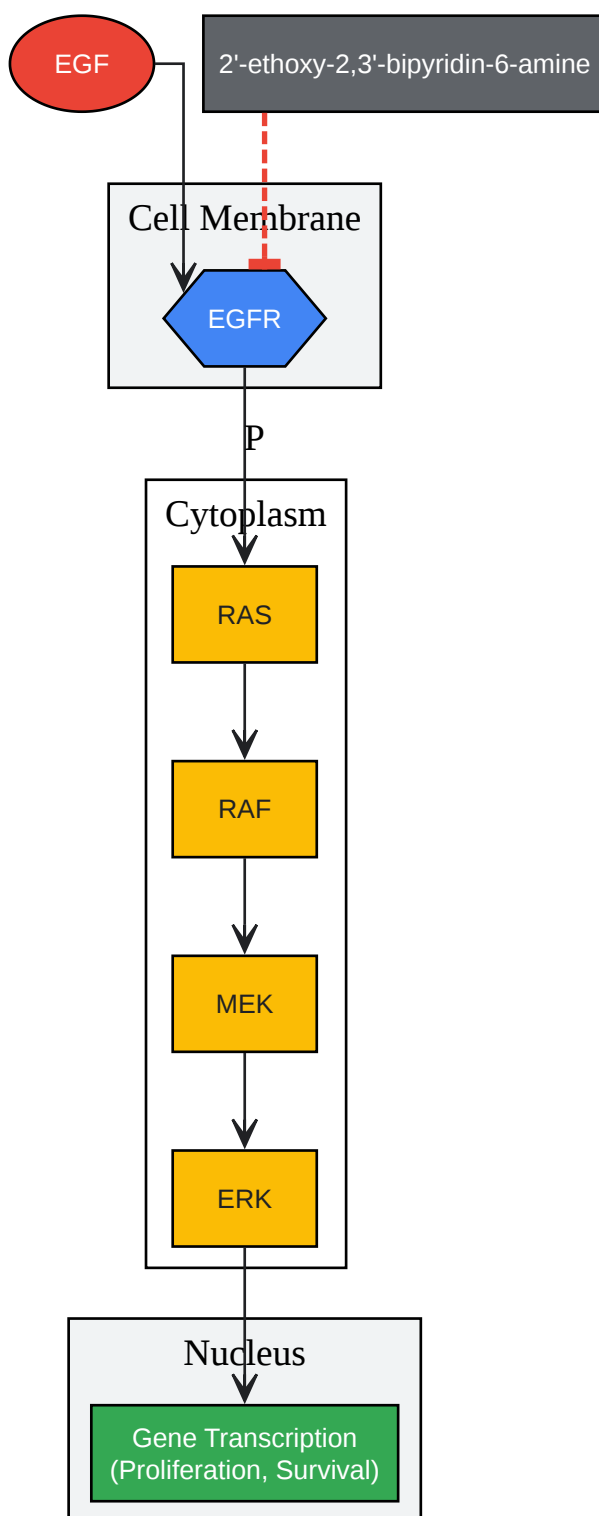 EGF
2'-ethoxy-2,3'-bipyridin-6-amine
Cell Membrane
EGFR
P
Cytoplasm
RAS
RAF
MEK
ERK
Nucleus
Gene Transcription
(Proliferation, Survival)